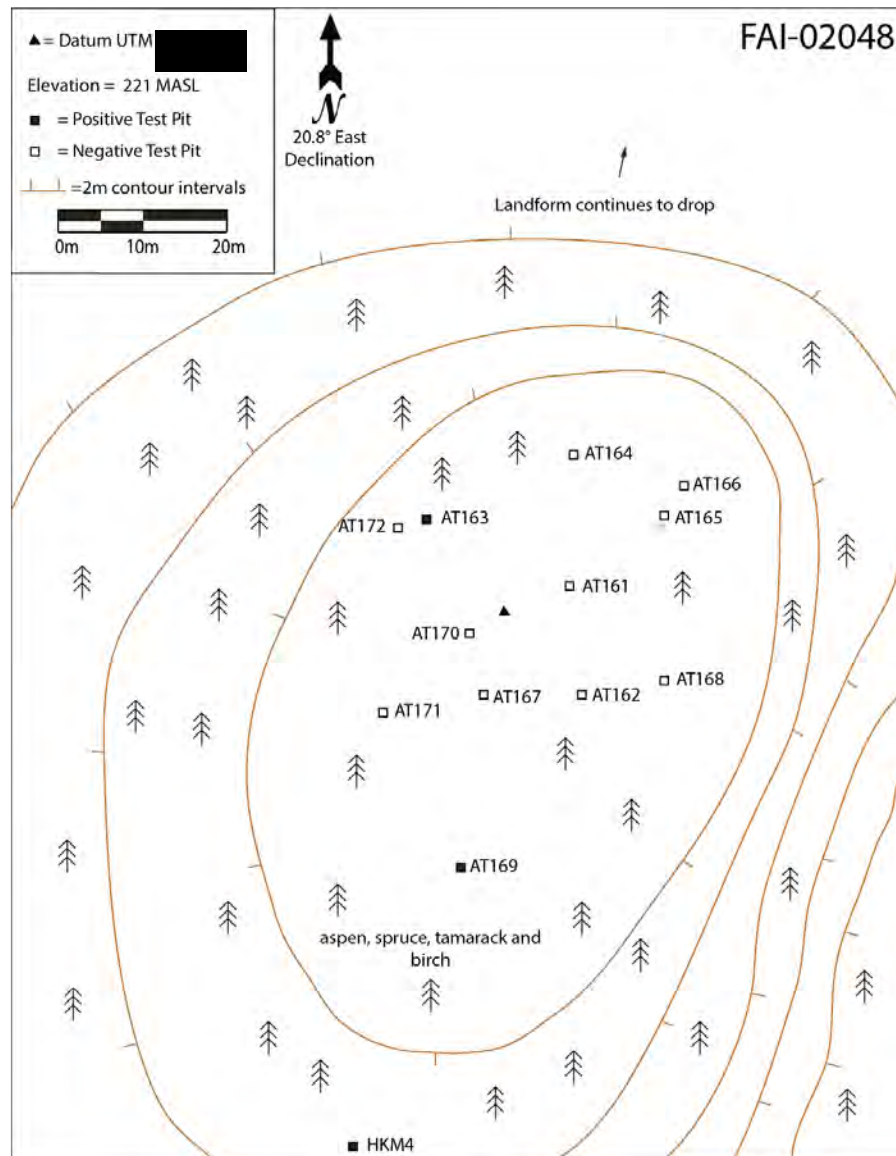 FAI-02048
= Datum UTM
Elevation = 221 MASL
= Positive Test Pit
= Negative Test Pit
=2m contour intervals
0m 10m 20m
N
20.8° East
Declination
Landform continues to drop
AT164
AT166
AT163
AT165
AT172
AT161
AT170
AT168
AT167
AT162
AT171
AT169
aspen, spruce, tamarack and
birch
HKM4